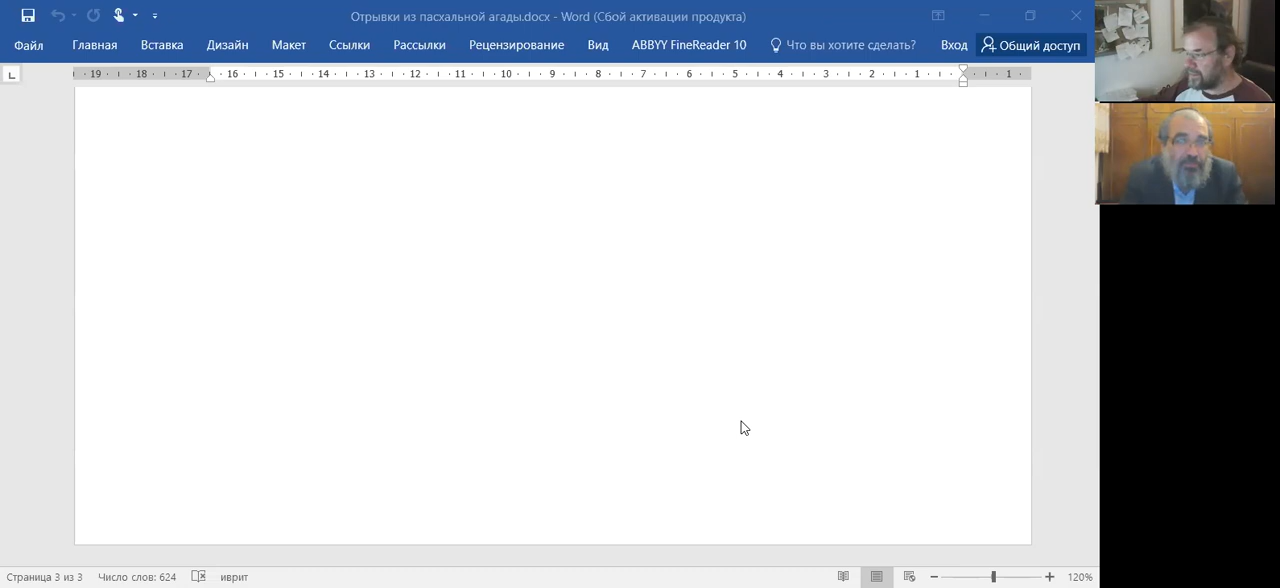 Отрывки из пасхальной агады.docx - Word (Сбой активации продукта)
Файл Главная Вставка Дизайн Макет Ссылки Рассылки Рецензирование Вид ABBYY FineReader 10 Что вы хотите сделать? Вход Общий доступ
19 18 17 16 15 14 13 12 11 10 9 8 7 6 5 4 3 2 1 1
Страница 3 из 3 Число слов: 624 иврит 120%